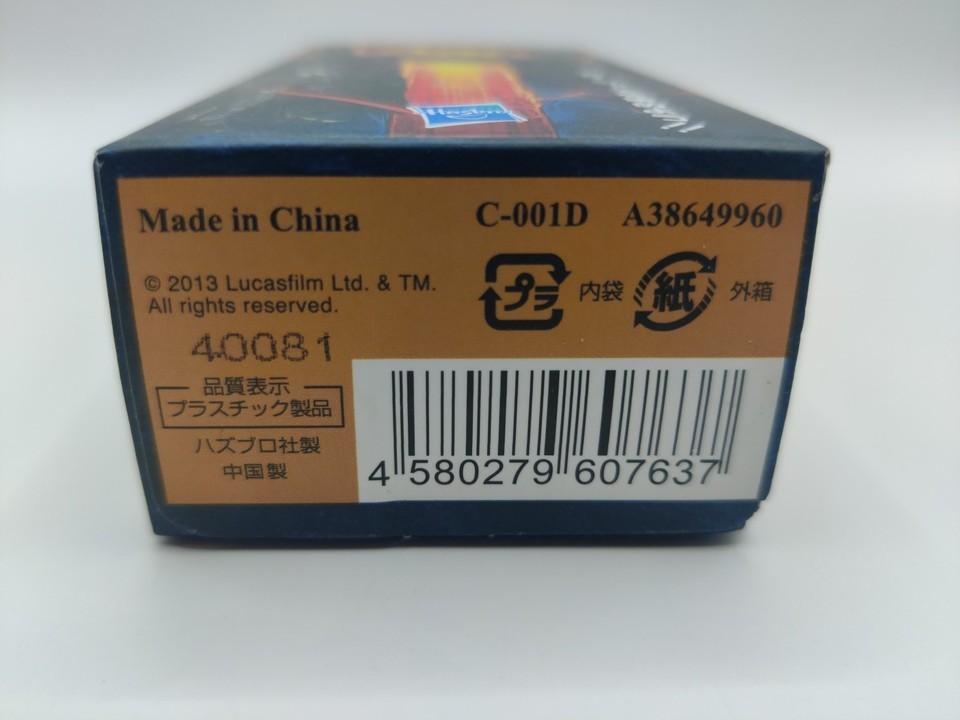 Hasbro
Made in China
C-001D A38649960
© 2013 Lucasfilm Ltd. & TM.
All rights reserved.
プラ 内袋 紙 外箱
40081
品質表示
プラスチック製品
ハズブロ社製
中国製
4 580279 607637